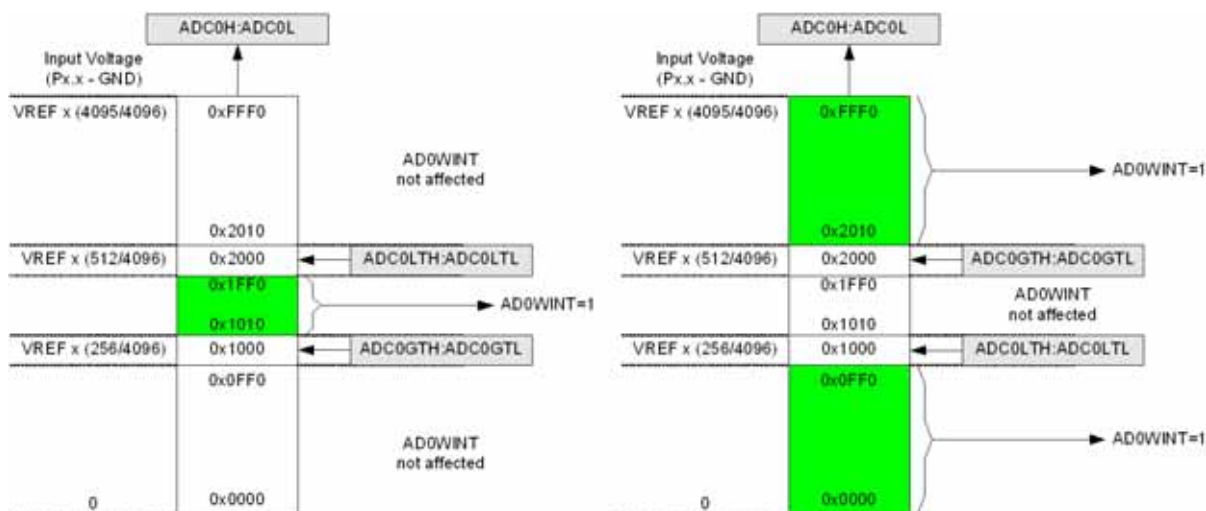 ADC0H:ADC0L
Input Voltage
(Px.x - GND)
VREF x (4095/4096)
0xFFF0
AD0WINT
not affected
0x2010
VREF x (512/4096)
0x2000
ADC0LTH:ADC0LTL
0x1FF0
AD0WINT=1
0x1010
VREF x (256/4096)
0x1000
ADC0GTH:ADC0GTL
0x0FF0
AD0WINT
not affected
0
0x0000
ADC0H:ADC0L
Input Voltage
(Px.x - GND)
VREF x (4095/4096)
0xFFF0
AD0WINT=1
0x2010
VREF x (512/4096)
0x2000
ADC0GTH:ADC0GTL
0x1FF0
AD0WINT
not affected
0x1010
VREF x (256/4096)
0x1000
ADC0LTH:ADC0LTL
0x0FF0
AD0WINT=1
0
0x0000